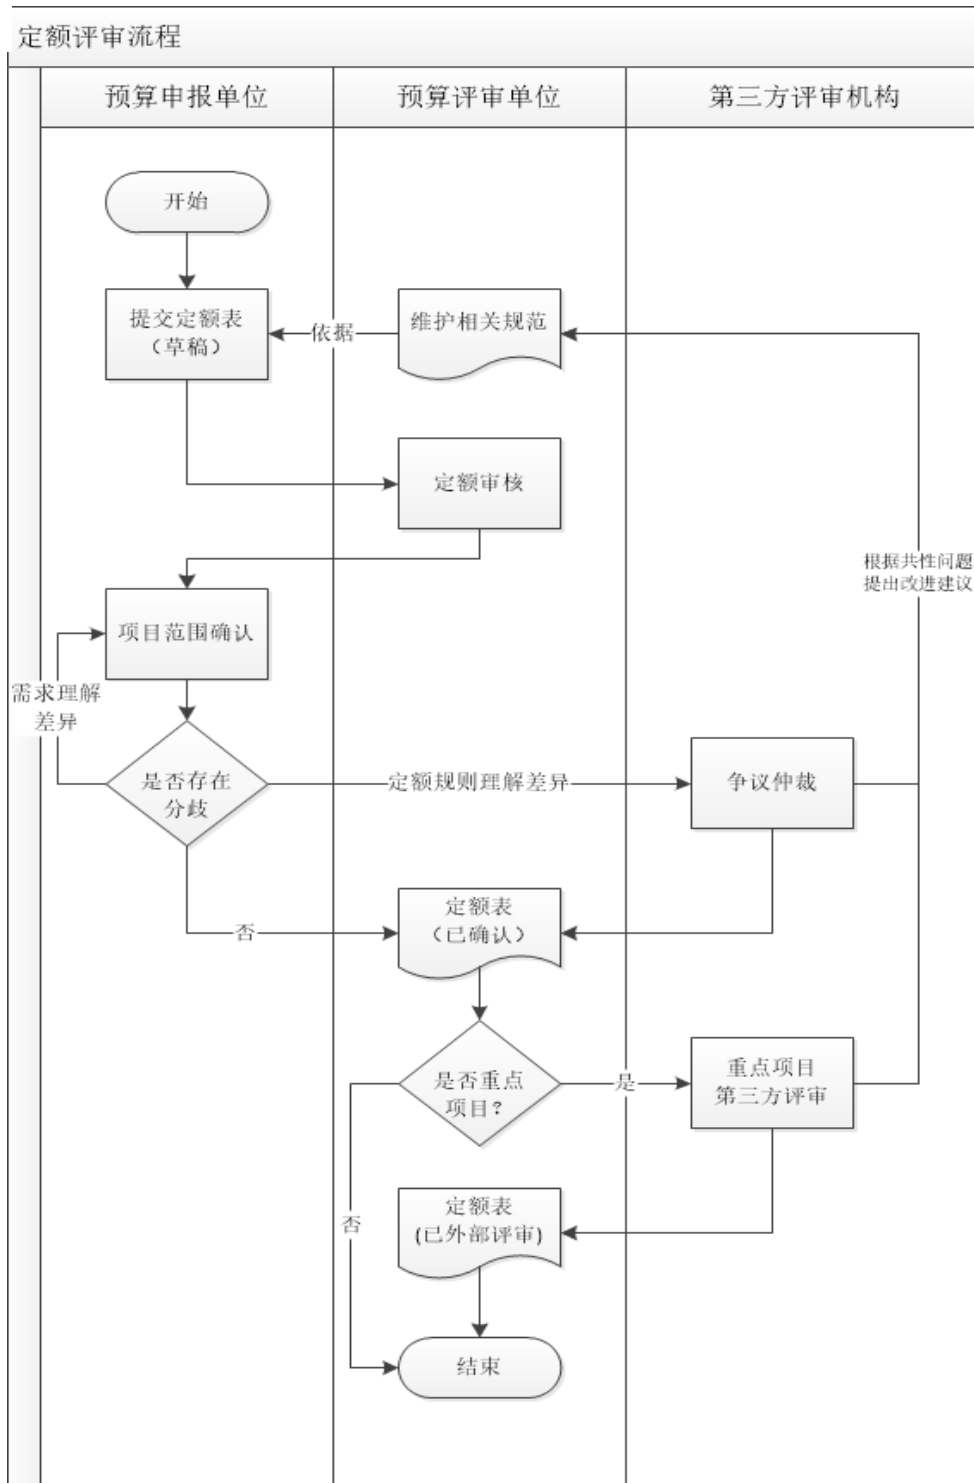 定额评审流程
预算申报单位
预算评审单位
第三方评审机构
开始
提交定额表
（草稿）
依据
维护相关规范
定额审核
根据共性问题
提出改进建议
项目范围确认
需求理解
差异
是否存在
分歧
定额规则理解差异
争议仲裁
否
定额表
（已确认）
是否重点
项目？
是
重点项目
第三方评审
否
定额表
(已外部评审)
结束